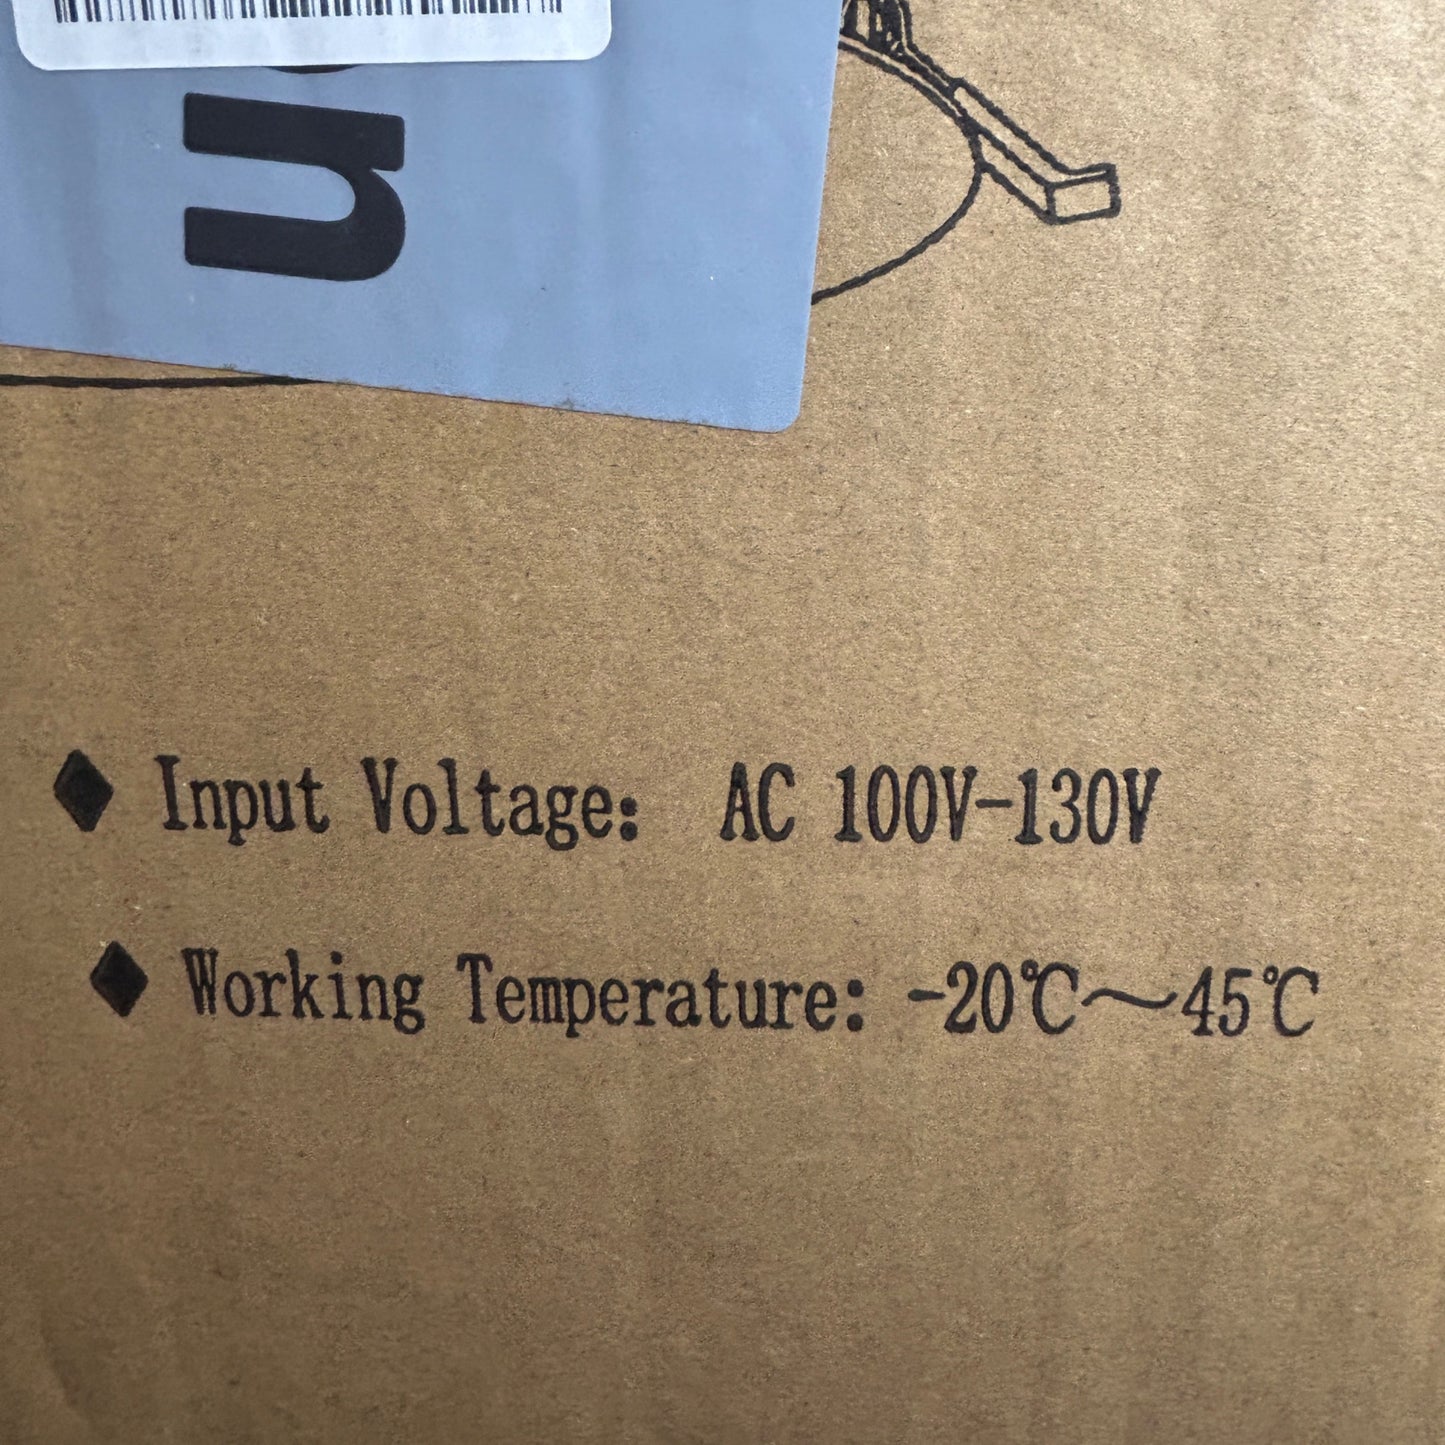 n
◆ Input Voltage: AC 100V-130V
◆ Working Temperature: -20℃～45℃